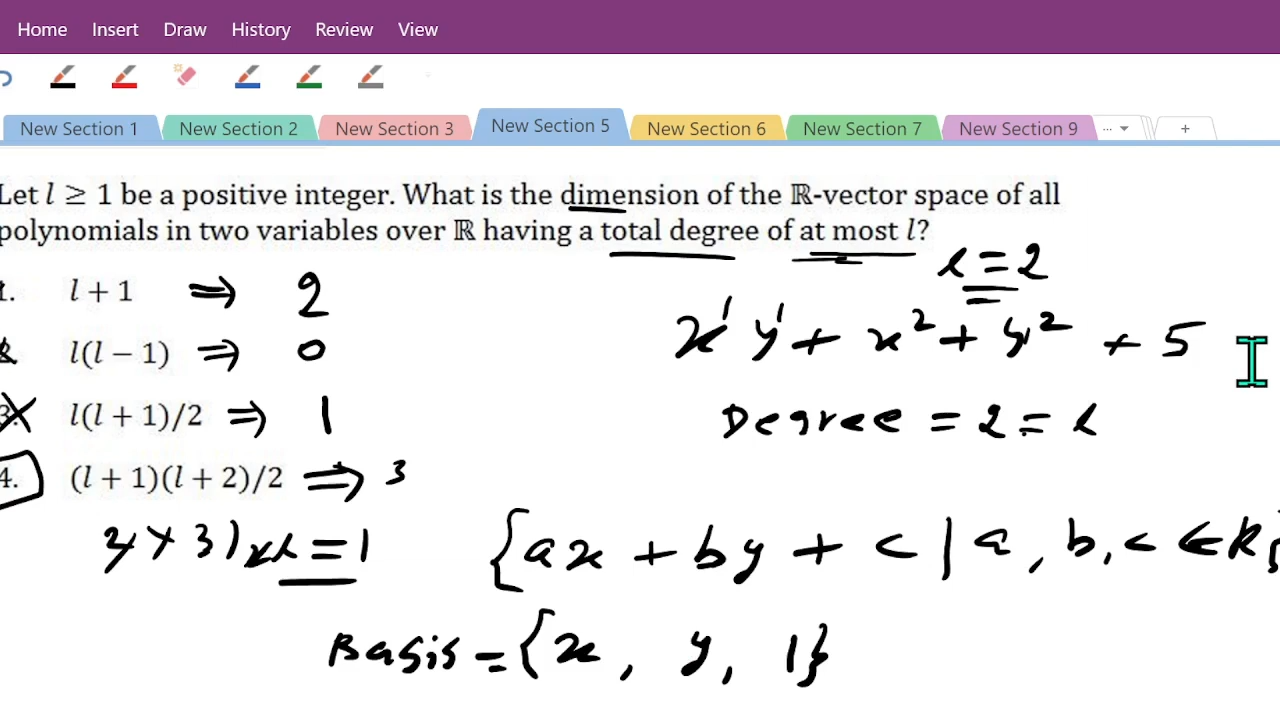 Home Insert Draw History Review View
New Section 1 New Section 2 New Section 3 New Section 5 New Section 6 New Section 7 New Section 9 ... +
Let l ≥ 1 be a positive integer. What is the dimension of the ℝ-vector space of all
polynomials in two variables over ℝ having a total degree of at most l?
l = 2
1. l + 1 ⇒ 2
x¹ y¹ + x² + y² + 5
l(l − 1) ⇒ 0
3. l(l + 1)/2 ⇒ 1
Degree = 2 = l
4. (l + 1)(l + 2)/2 ⇒ 3
l = 1
{ax + by + c | a, b, c ∈ R}
Basis = {x, y, 1}